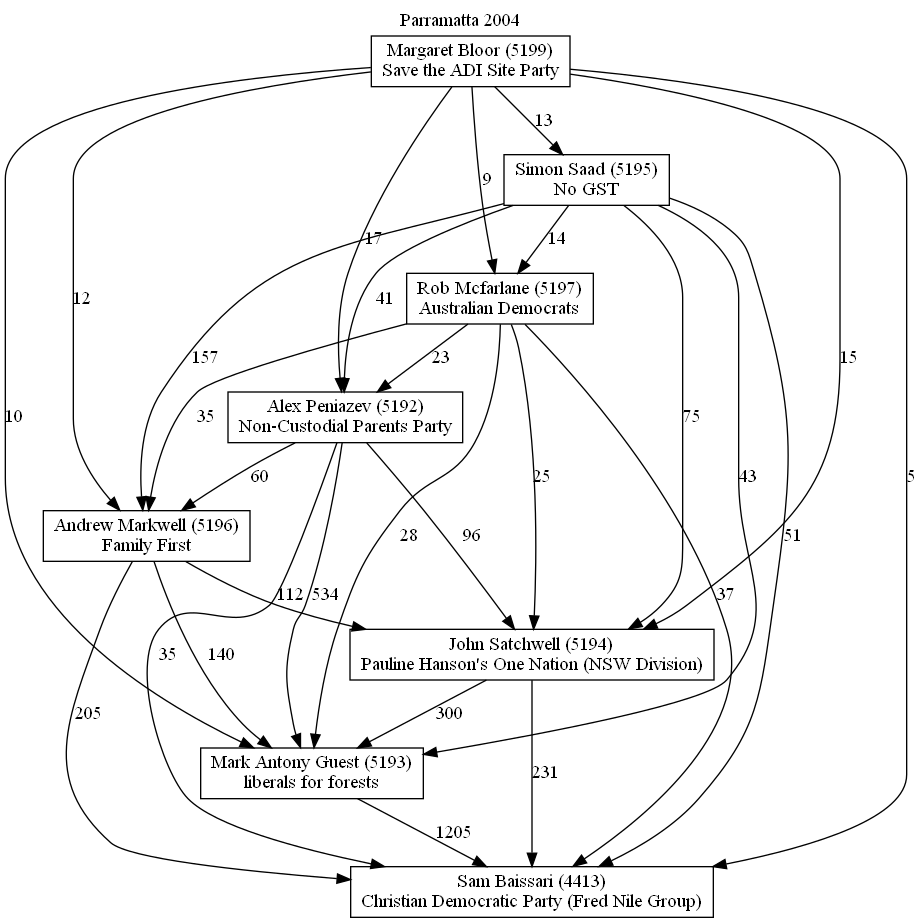 Parramatta 2004
Margaret Bloor (5199)
Save the ADI Site Party
13
Simon Saad (5195)
No GST
9
17
14
Rob Mcfarlane (5197)
Australian Democrats
12
41
157
23
15
Alex Peniazev (5192)
Non-Custodial Parents Party
10
35
75
60
25
43
5
Andrew Markwell (5196)
Family First
28
96
51
112
534
37
John Satchwell (5194)
Pauline Hanson's One Nation (NSW Division)
35
140
205
300
Mark Antony Guest (5193)
liberals for forests
231
1205
Sam Baissari (4413)
Christian Democratic Party (Fred Nile Group)